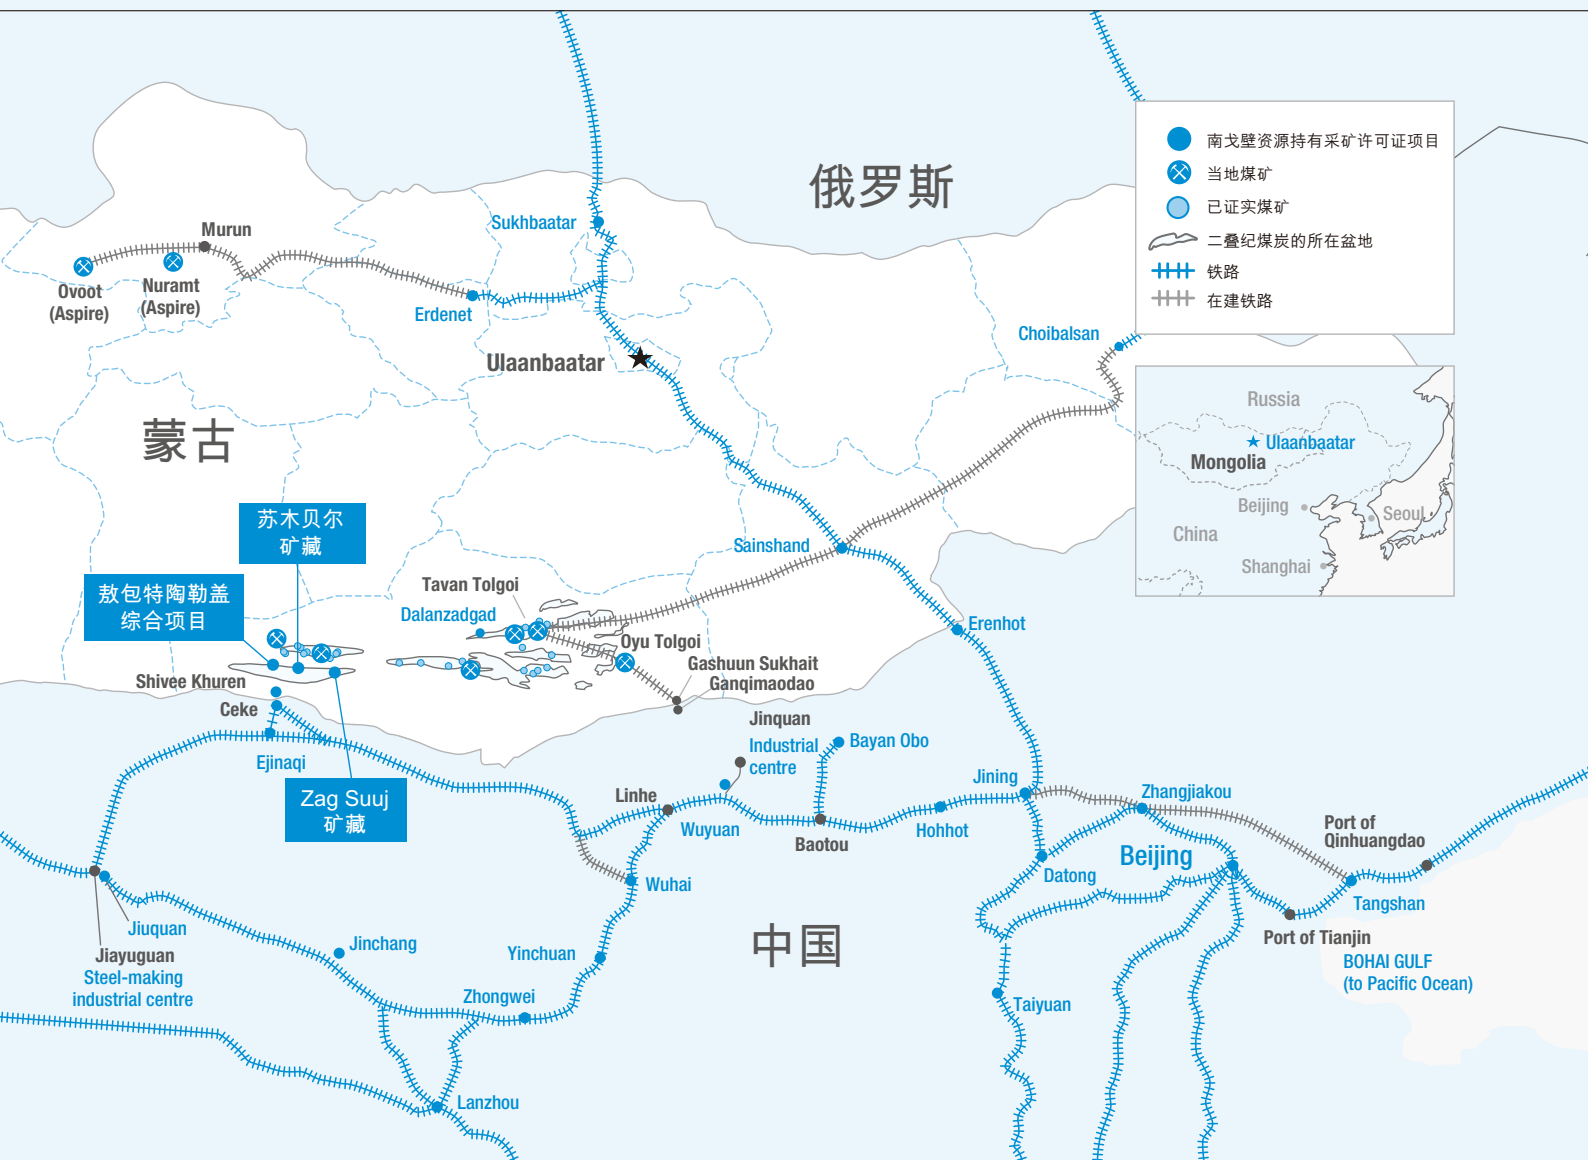 俄罗斯
南戈壁资源持有采矿许可证项目
当地煤矿
已证实煤矿
二叠纪煤炭的所在盆地
铁路
在建铁路
Murun
Sukhbaatar
Ovoot
(Aspire)
Nuramt
(Aspire)
Erdenet
Choibalsan
Ulaanbaatar
蒙古
Russia
Ulaanbaatar
Mongolia
Beijing
Seoul
China
Shanghai
苏木贝尔
矿藏
敖包特陶勒盖
综合项目
Sainshand
Tavan Tolgoi
Dalanzadgad
Oyu Tolgoi
Erenhot
Gashuun Sukhait
Ganqimaodao
Shivee Khuren
Ceke
Ejinaqi
Jinquan
Industrial
centre
Bayan Obo
Zag Suuj
矿藏
Linhe
Wuyuan
Baotou
Hohhot
Jining
Zhangjiakou
Port of
Qinhuangdao
Beijing
Datong
Tangshan
Wuhai
Port of Tianjin
BOHAI GULF
(to Pacific Ocean)
Jiuquan
Jiayuguan
Steel-making
industrial centre
Jinchang
Yinchuan
中国
Zhongwei
Taiyuan
Lanzhou